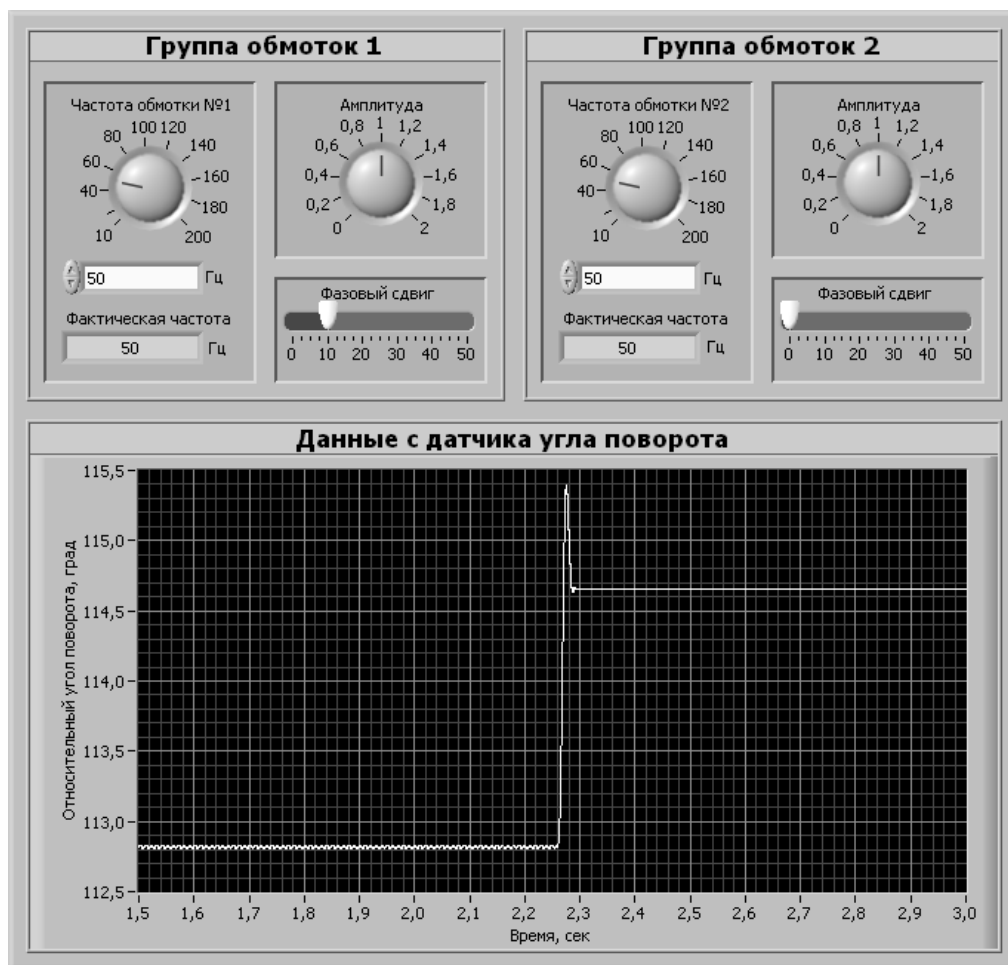 Группа обмоток 1
Частота обмотки №1
10 40 60 80 100 120 140 160 180 200
50 Гц
Фактическая частота
50 Гц
Амплитуда
0 0,2 0,4 0,6 0,8 1 1,2 1,4 1,6 1,8 2
Фазовый сдвиг
0 10 20 30 40 50
Группа обмоток 2
Частота обмотки №2
10 40 60 80 100 120 140 160 180 200
50 Гц
Фактическая частота
50 Гц
Амплитуда
0 0,2 0,4 0,6 0,8 1 1,2 1,4 1,6 1,8 2
Фазовый сдвиг
0 10 20 30 40 50
Данные с датчика угла поворота
Относительный угол поворота, град
115,5
115,0
114,5
114,0
113,5
113,0
112,5
1,5 1,6 1,7 1,8 1,9 2,0 2,1 2,2 2,3 2,4 2,5 2,6 2,7 2,8 2,9 3,0
Время, сек